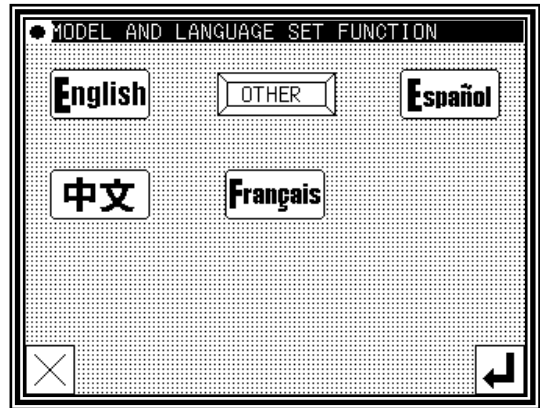 MODEL AND LANGUAGE SET FUNCTION
English OTHER Español
中文 Français